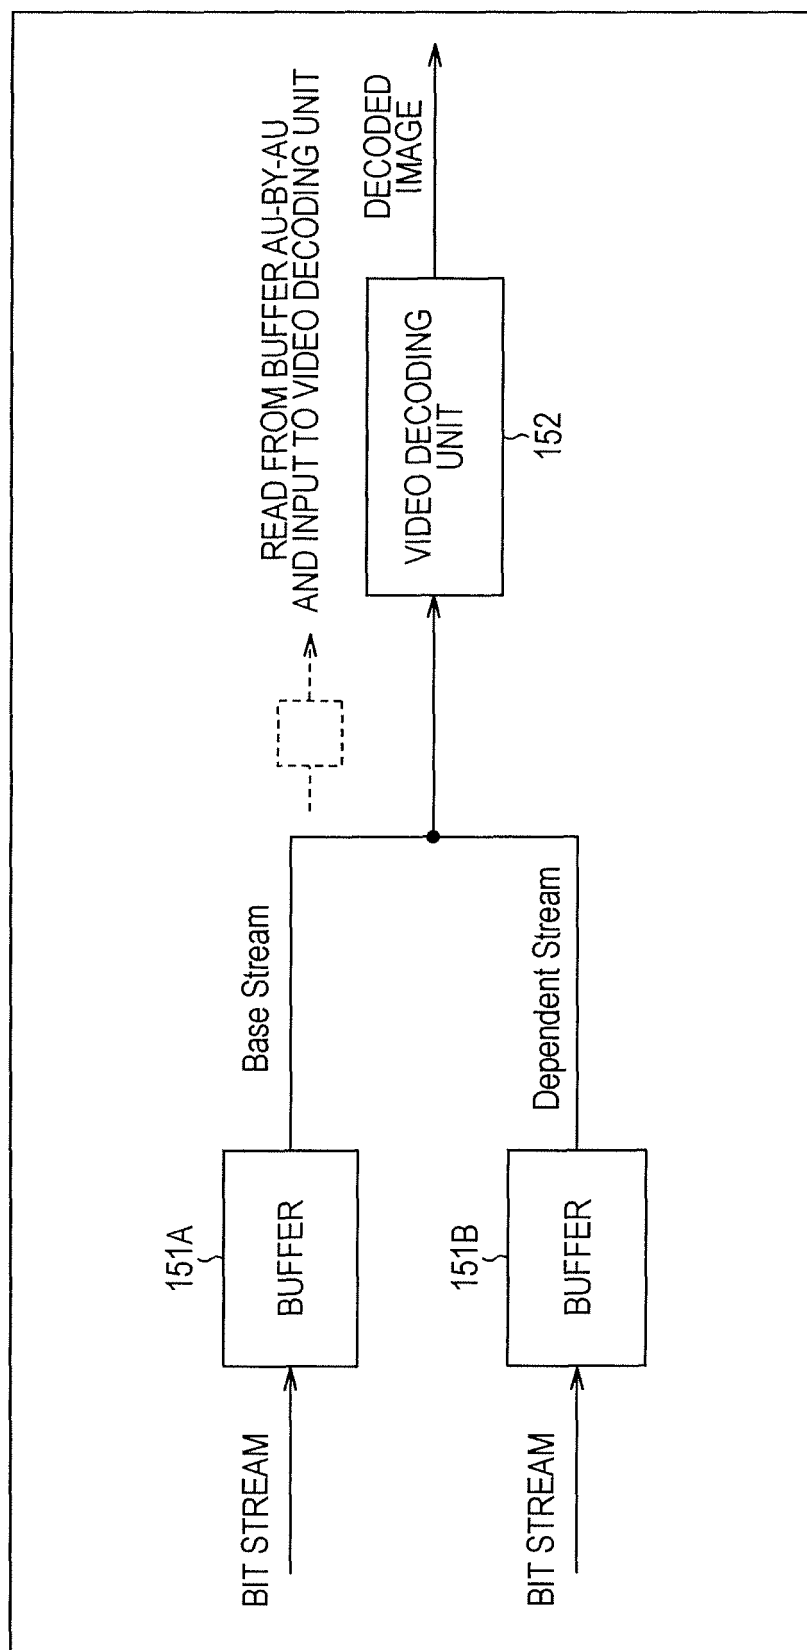 BIT STREAM
151A
BUFFER
Base Stream
READ FROM BUFFER AU-BY-AU
AND INPUT TO VIDEO DECODING UNIT
DECODED
IMAGE
VIDEO DECODING
UNIT
152
BIT STREAM
151B
BUFFER
Dependent Stream